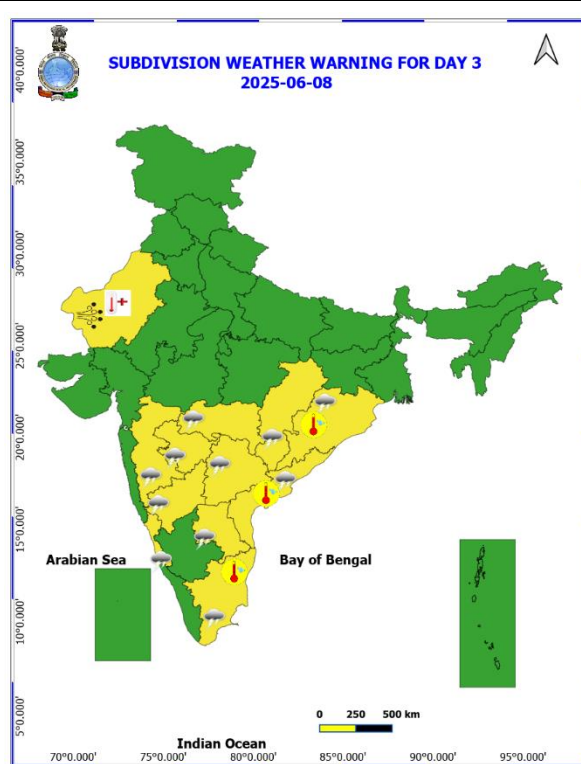 SUBDIVISION WEATHER WARNING FOR DAY 3
2025-06-08
40°0.000'
35°0.000'
30°0.000'
25°0.000'
20°0.000'
15°0.000'
10°0.000'
5°0.000'
Arabian Sea
Bay of Bengal
0 250 500 km
Indian Ocean
70°0.000' 75°0.000' 80°0.000' 85°0.000' 90°0.000' 95°0.000'